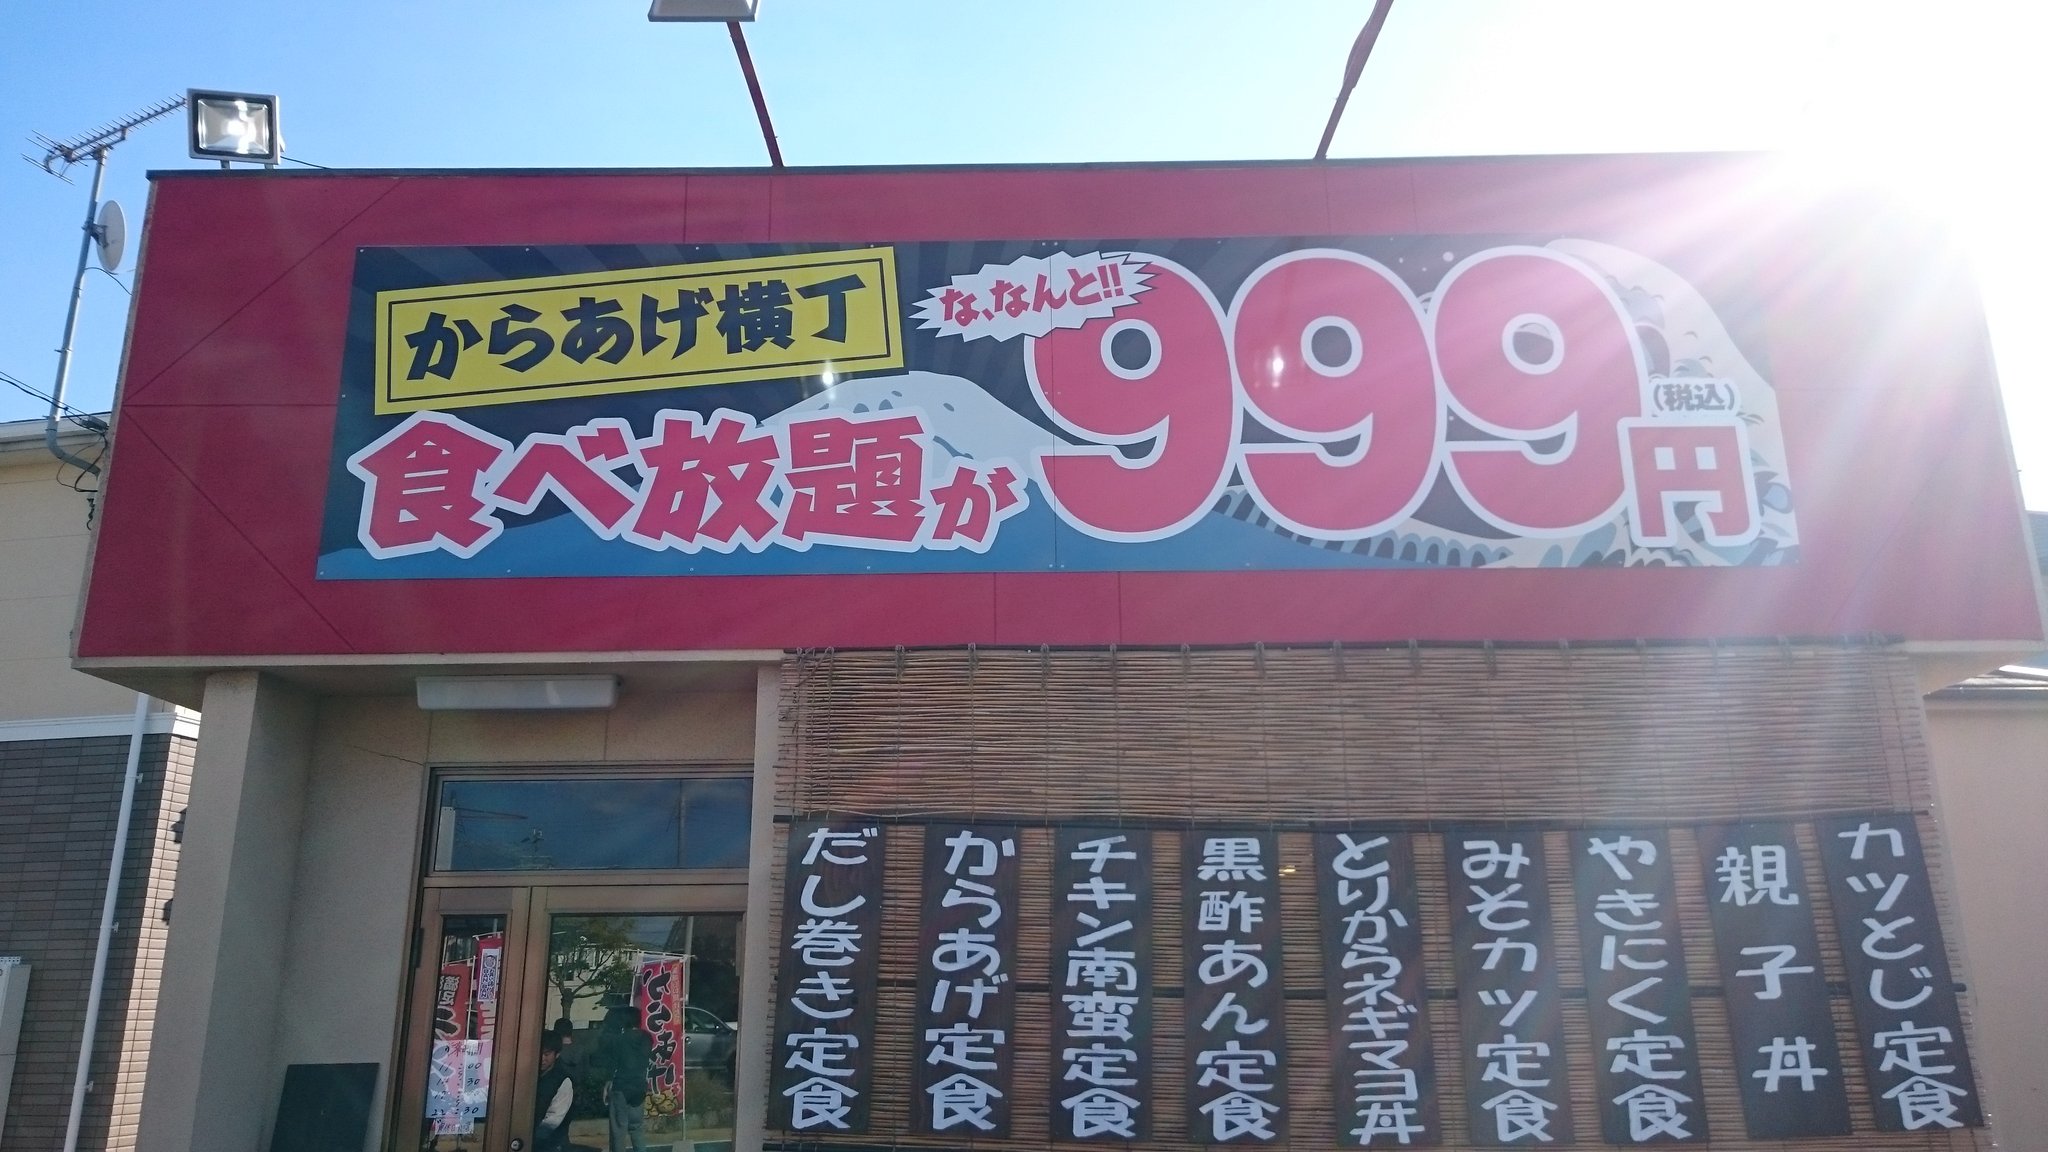 からあげ横丁
な、なんと!!
食べ放題が
999円
(税込)
カツとじ定食
親子丼
やきにく定食
みそカツ定食
とりからネギマヨ丼
黒酢あん定食
チキン南蛮定食
からあげ定食
だし巻き定食